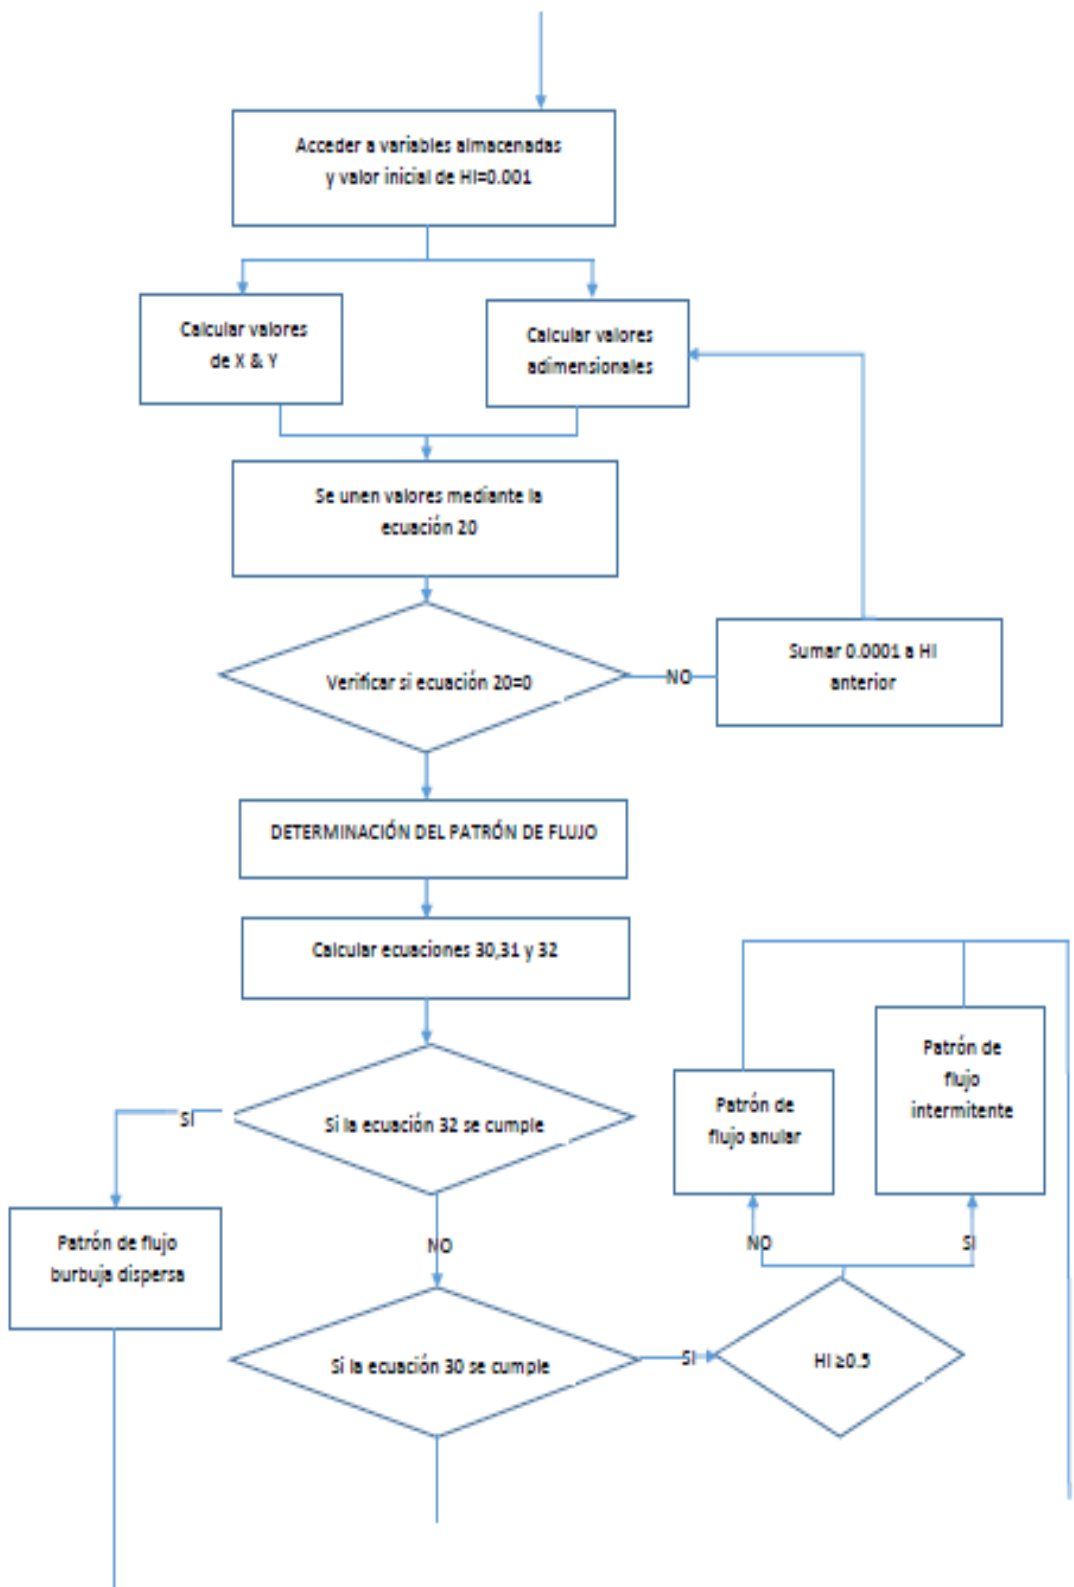 Acceder a variables almacenadas
y valor inicial de Hl=0.001
Calcular valores
de X & Y
Calcular valores
adimensionales
Se unen valores mediante la
ecuación 20
Verificar si ecuación 20=0
NO
Sumar 0.0001 a Hl
anterior
DETERMINACIÓN DEL PATRÓN DE FLUJO
Calcular ecuaciones 30,31 y 32
Si la ecuación 32 se cumple
SI
Patrón de flujo
burbuja dispersa
NO
Si la ecuación 30 se cumple
SI
Hl ≥0.5
NO
SI
Patrón de
flujo anular
Patrón de
flujo
intermitente